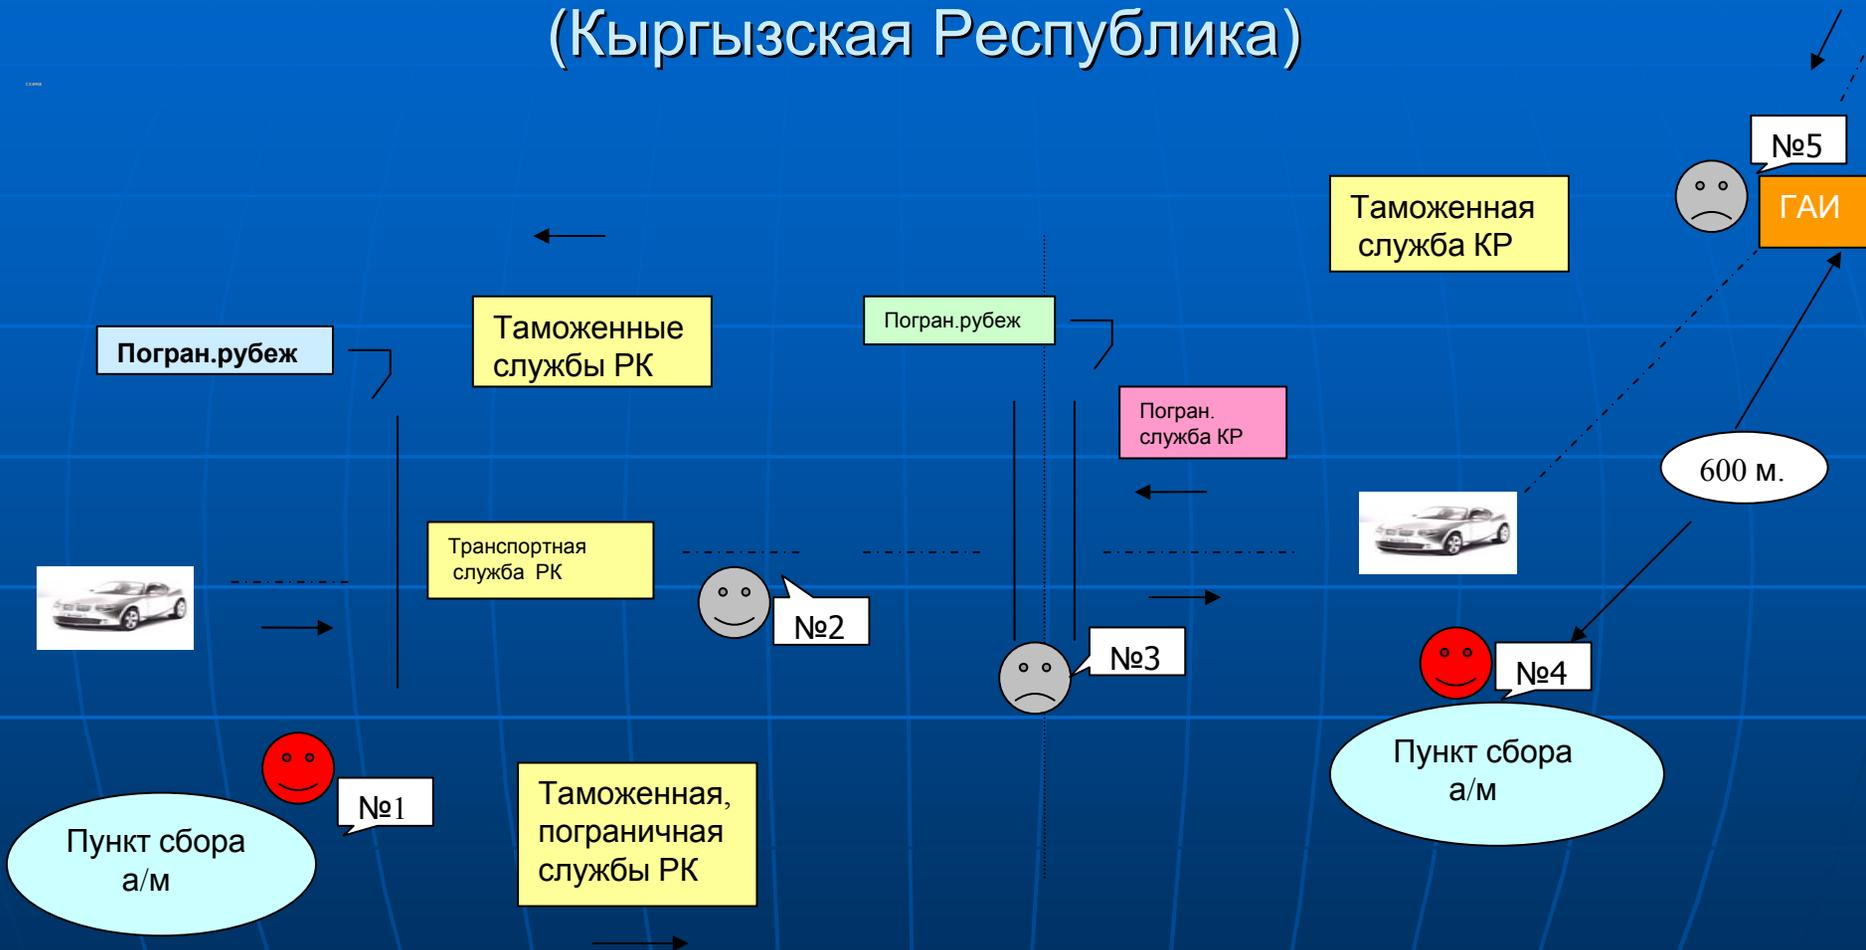 (Кыргызская Республика)
№5
ГАИ
Таможенная
служба КР
Таможенные
службы РК
Погран.рубеж
Погран.рубеж
Погран.
служба КР
600 м.
Транспортная
служба РК
№2
№3
№4
Пункт сбора
а/м
№1
Таможенная,
пограничная
службы РК
Пункт сбора
а/м